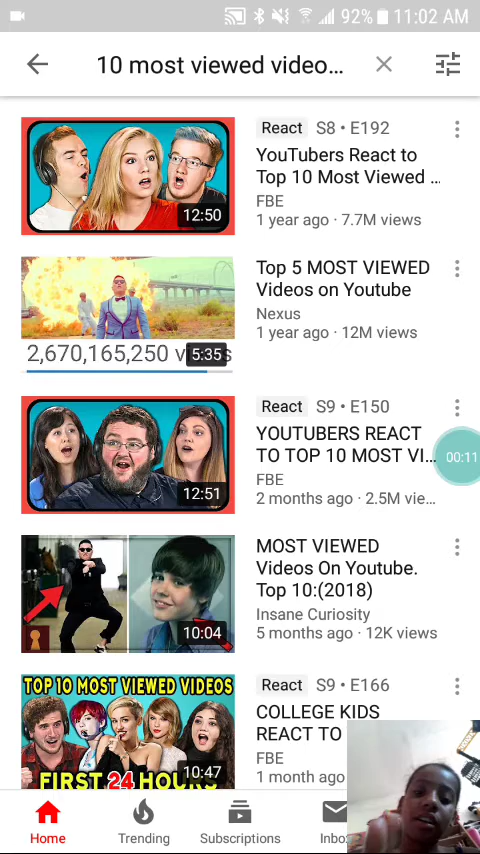 92% 11:02 AM
10 most viewed video...
12:50
React S8 • E192
YouTubers React to
Top 10 Most Viewed ..
FBE
1 year ago · 7.7M views
2,670,165,250
5:35
Top 5 MOST VIEWED
Videos on Youtube
Nexus
1 year ago · 12M views
12:51
React S9 • E150
YOUTUBERS REACT
TO TOP 10 MOST VI...
FBE
2 months ago · 2.5M vie...
00:11
10:04
MOST VIEWED
Videos On Youtube.
Top 10:(2018)
Insane Curiosity
5 months ago · 12K views
TOP 10 MOST VIEWED VIDEOS
FIRST 24 HOURS
10:47
React S9 • E166
COLLEGE KIDS
REACT TO
FBE
1 month ago
Home
Trending
Subscriptions